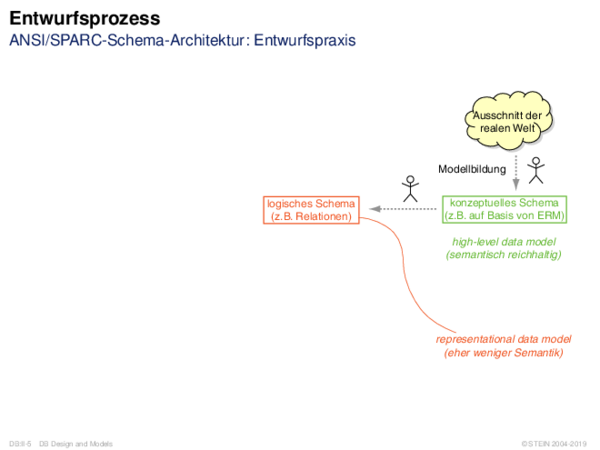 Entwurfsprozess
ANSI/SPARC-Schema-Architektur: Entwurfspraxis
Ausschnitt der
realen Welt
Modellbildung
logisches Schema
(z.B. Relationen)
konzeptuelles Schema
(z.B. auf Basis von ERM)
high-level data model
(semantisch reichhaltig)
representational data model
(eher weniger Semantik)
DB:II-5 DB Design and Models
© STEIN 2004-2019